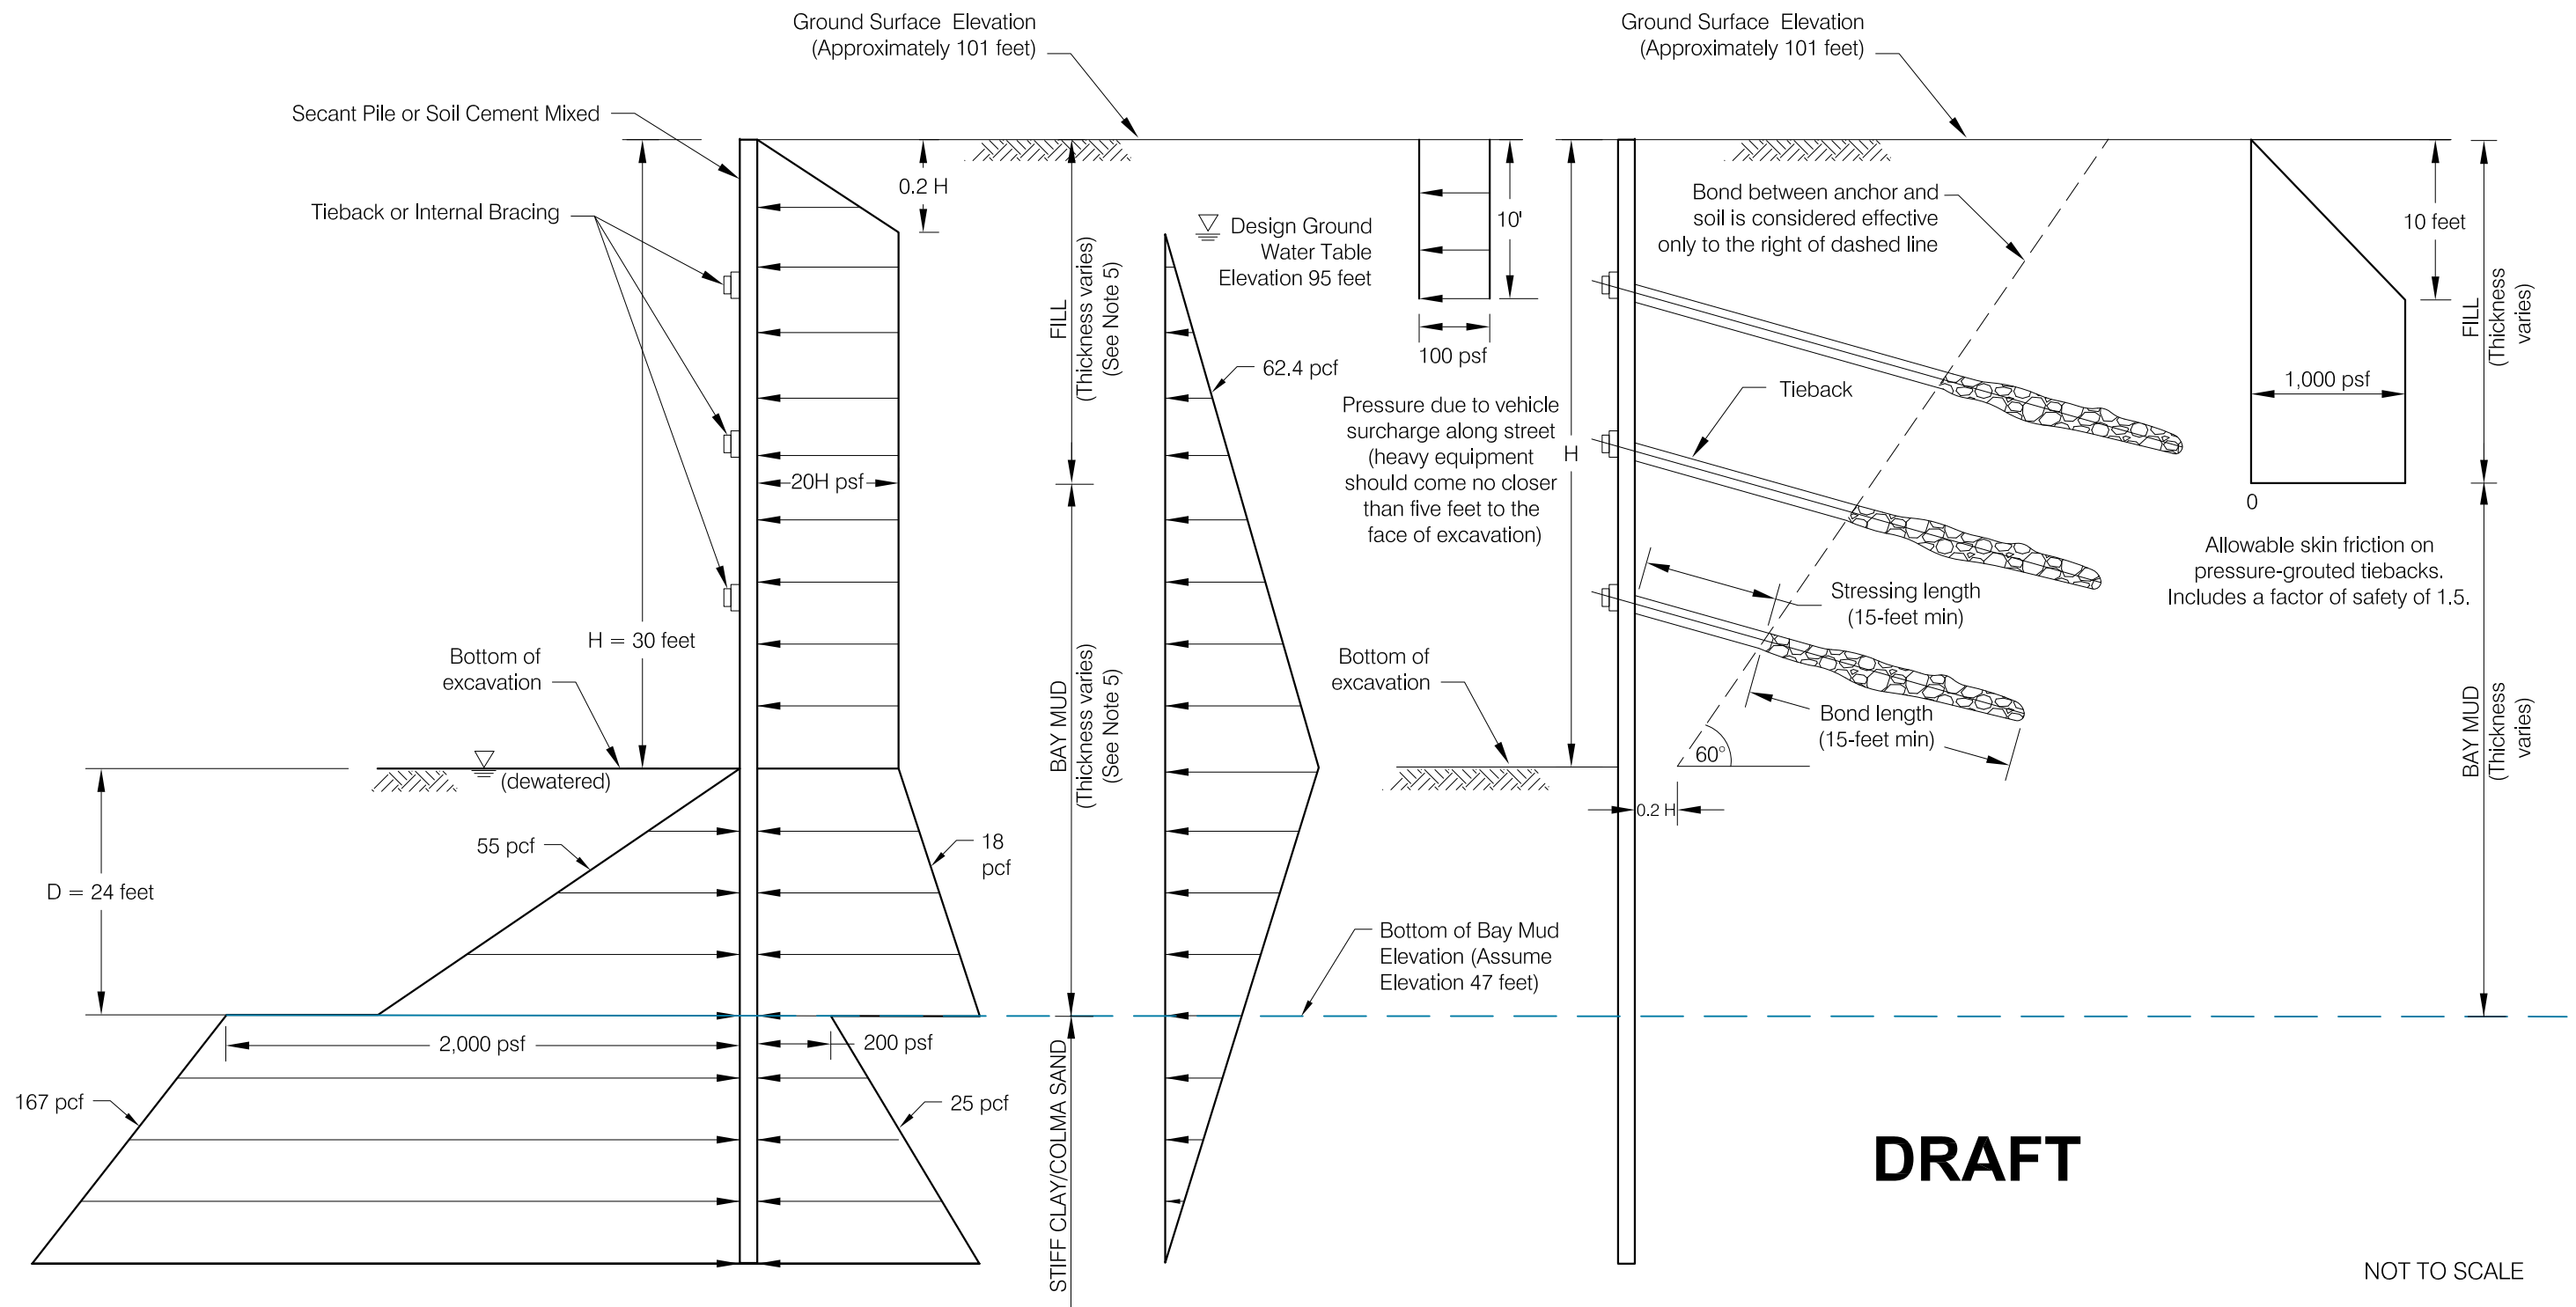 Ground Surface Elevation
(Approximately 101 feet)
Ground Surface Elevation
(Approximately 101 feet)
Secant Pile or Soil Cement Mixed
0.2 H
Tieback or Internal Bracing
Design Ground
Water Table
Elevation 95 feet
10'
100 psf
Bond between anchor and
soil is considered effective
only to the right of dashed line
10 feet
FILL
(Thickness varies)
(See Note 5)
FILL
(Thickness
varies)
62.4 pcf
Pressure due to vehicle
surcharge along street
(heavy equipment
should come no closer
than five feet to the
face of excavation)
H
Tieback
1,000 psf
20H psf
0
Allowable skin friction on
pressure-grouted tiebacks.
Includes a factor of safety of 1.5.
Stressing length
(15-feet min)
H = 30 feet
Bottom of
excavation
Bottom of
excavation
BAY MUD
(Thickness varies)
(See Note 5)
Bond length
(15-feet min)
60°
BAY MUD
(Thickness
varies)
(dewatered)
0.2 H
55 pcf
18
pcf
D = 24 feet
Bottom of Bay Mud
Elevation (Assume
Elevation 47 feet)
2,000 psf
200 psf
167 pcf
25 pcf
STIFF CLAY/COLMA SAND
DRAFT
NOT TO SCALE